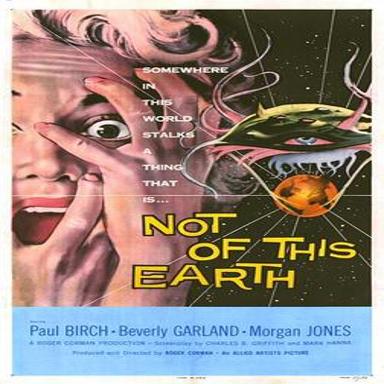 SOMEWHERE
IN
THIS
WORLD
STALKS
A
THING
THAT
IS...
NOT
OF THIS
EARTH
Paul BIRCH · Beverly GARLAND · Morgan JONES
A ROGER CORMAN PRODUCTION · Screenplay by CHARLES B. GRIFFITH and MARK HANNA
Produced and Directed by ROGER CORMAN · An ALLIED ARTISTS PICTURE